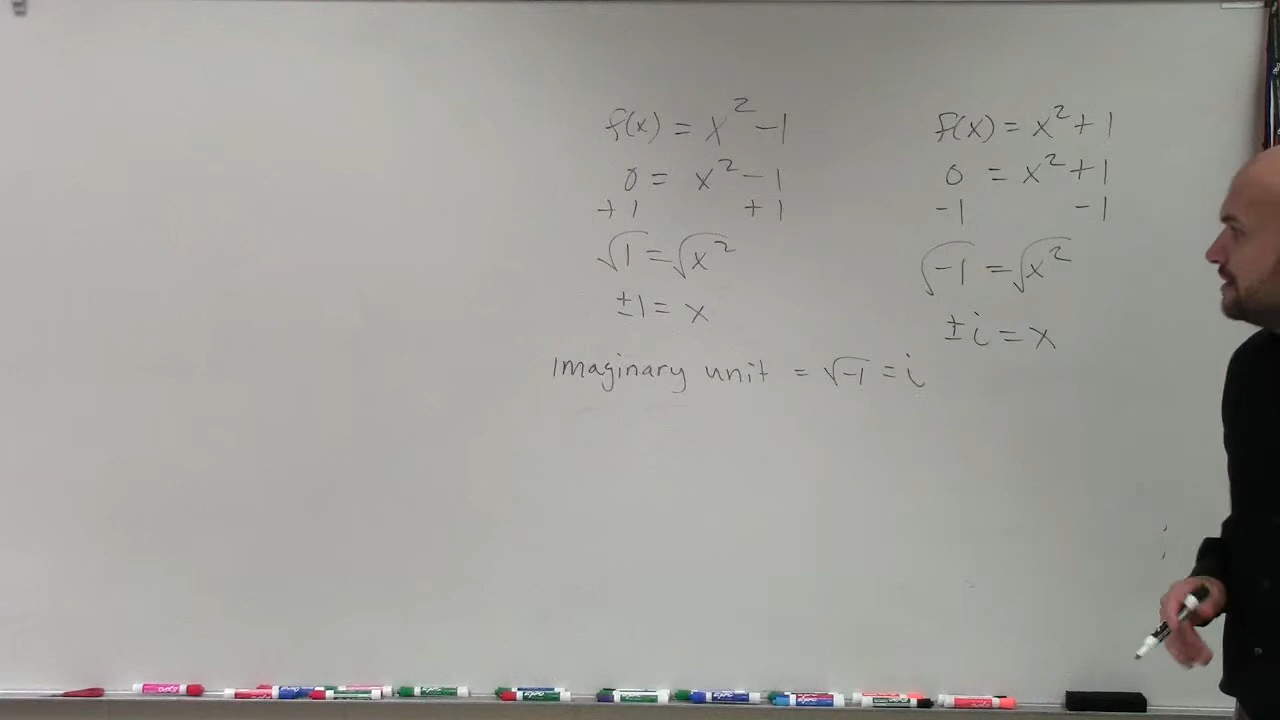 f(x) = x² - 1
0 = x² - 1
+1 +1
√1 = √x²
±1 = x
f(x) = x² + 1
0 = x² + 1
-1 -1
√-1 = √x²
±i = x
Imaginary unit = √-1 = i